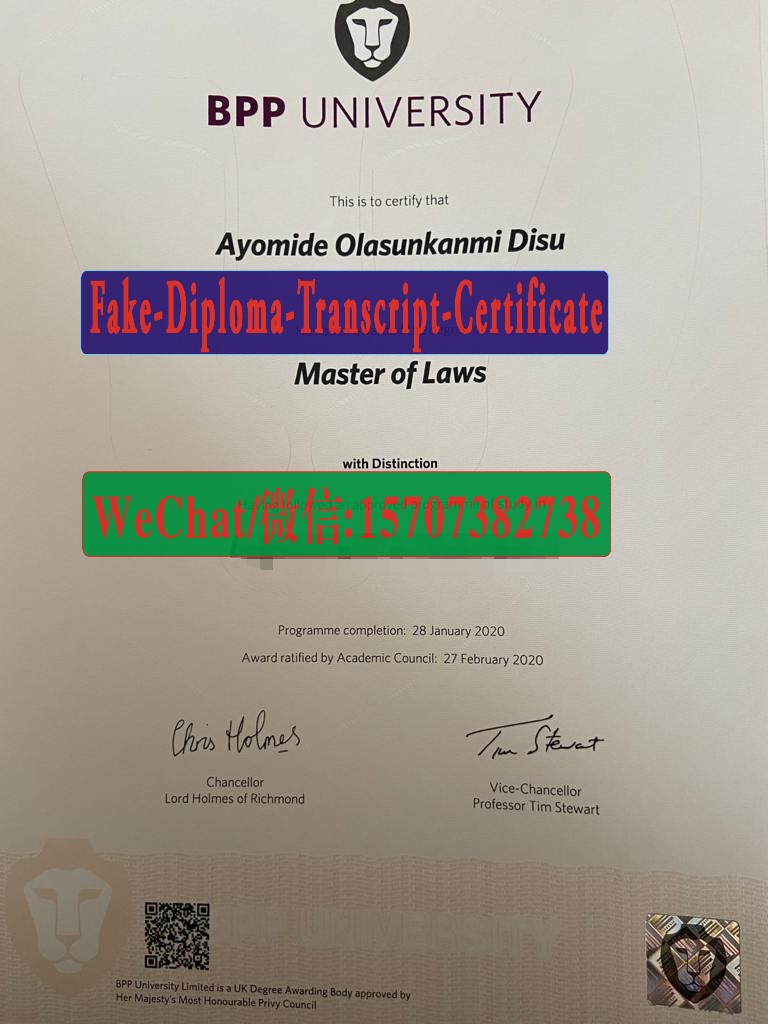 BPP UNIVERSITY
This is to certify that
Ayomide Olasunkanmi Disu
Fake-Diploma-Transcript-Certificate
Master of Laws
with Distinction
WeChat/微信:15707382738
Programme completion: 28 January 2020
Award ratified by Academic Council: 27 February 2020
Chris Holmes
Tim Stewart
Chancellor
Lord Holmes of Richmond
Vice-Chancellor
Professor Tim Stewart
BPP University Limited is a UK Degree Awarding Body approved by
Her Majesty's Most Honourable Privy Council